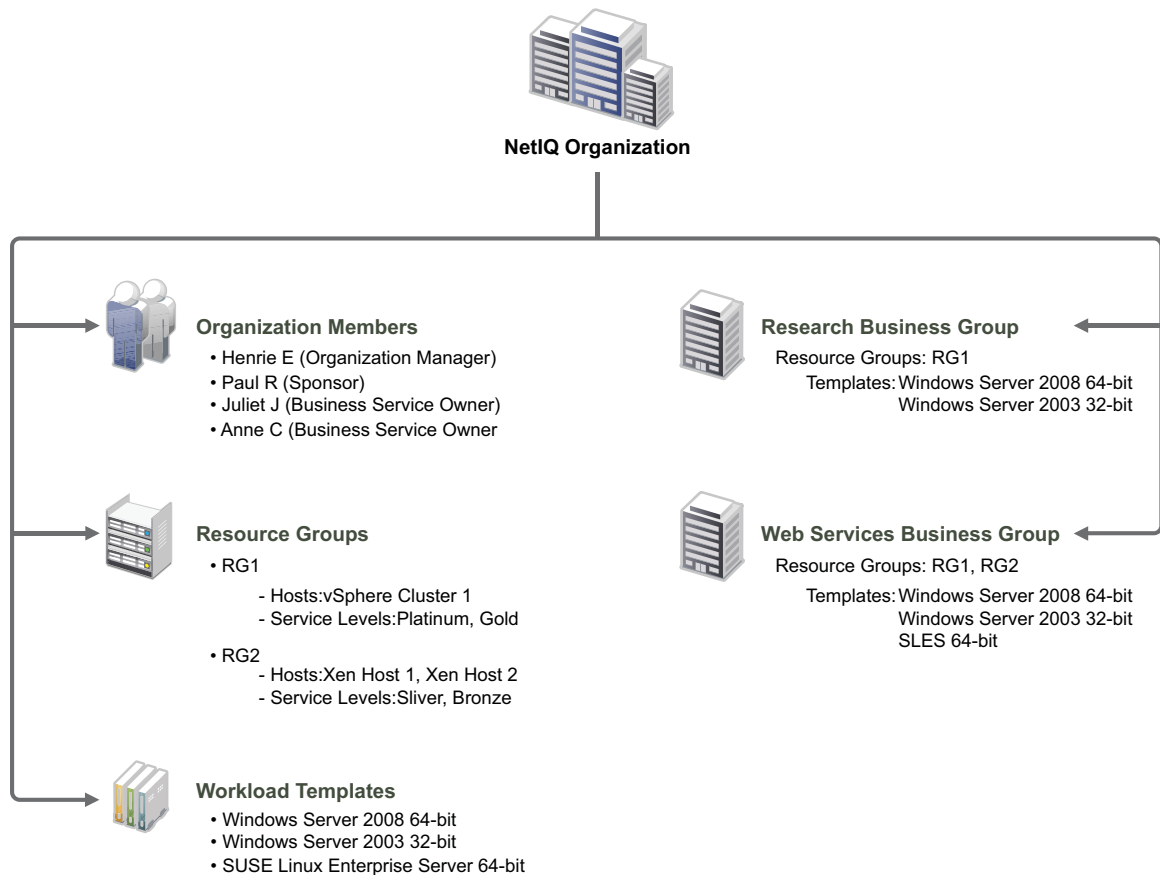 NetIQ Organization
Organization Members
• Henrie E (Organization Manager)
• Paul R (Sponsor)
• Juliet J (Business Service Owner)
• Anne C (Business Service Owner
Resource Groups
• RG1
- Hosts:vSphere Cluster 1
- Service Levels:Platinum, Gold
• RG2
- Hosts:Xen Host 1, Xen Host 2
- Service Levels:Sliver, Bronze
Workload Templates
• Windows Server 2008 64-bit
• Windows Server 2003 32-bit
• SUSE Linux Enterprise Server 64-bit
Research Business Group
Resource Groups: RG1
Templates: Windows Server 2008 64-bit
Windows Server 2003 32-bit
Web Services Business Group
Resource Groups: RG1, RG2
Templates: Windows Server 2008 64-bit
Windows Server 2003 32-bit
SLES 64-bit